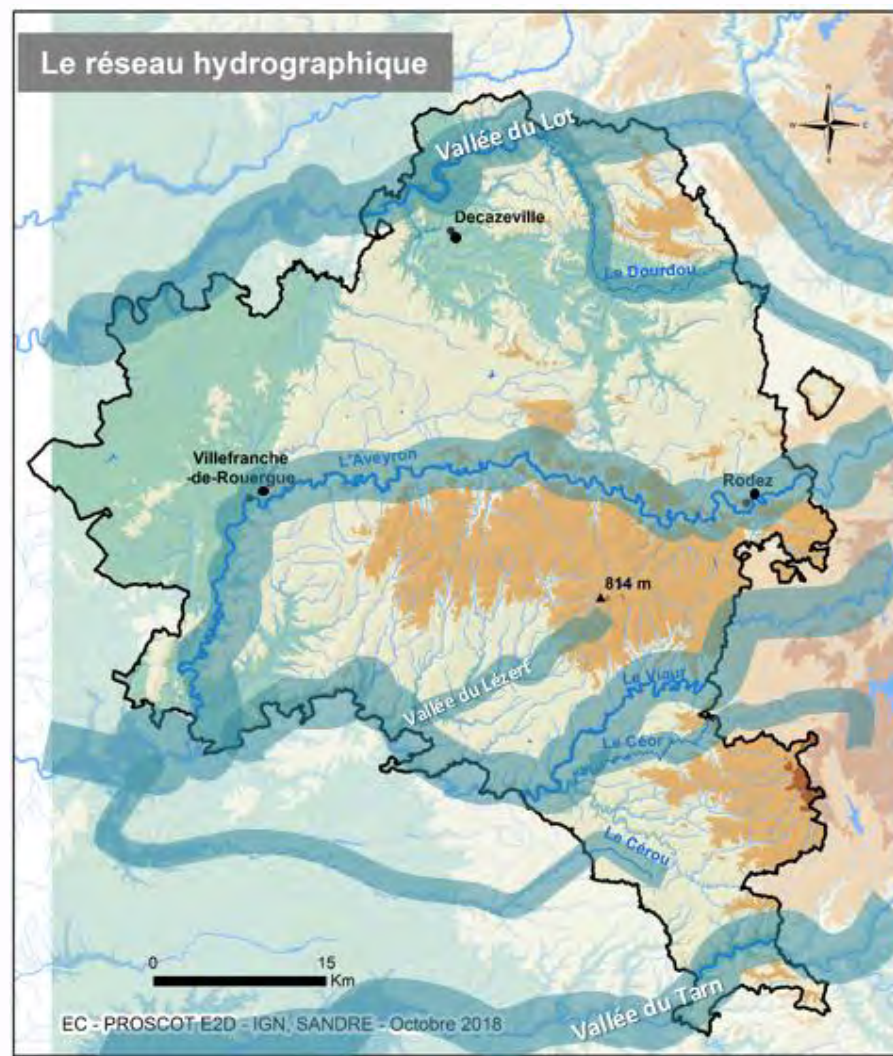 Le réseau hydrographique
N
W
E
S
Vallée du Lot
Decazeville
Le Dourdou
Villefranche
-de-Rouergue
L'Aveyron
Rodez
814 m
Vallée du Lézert
Le Viaur
Le Céor
Le Cérou
0
15
Km
Vallée du Tarn
EC - PROSCOT E2D - IGN, SANDRE - Octobre 2018